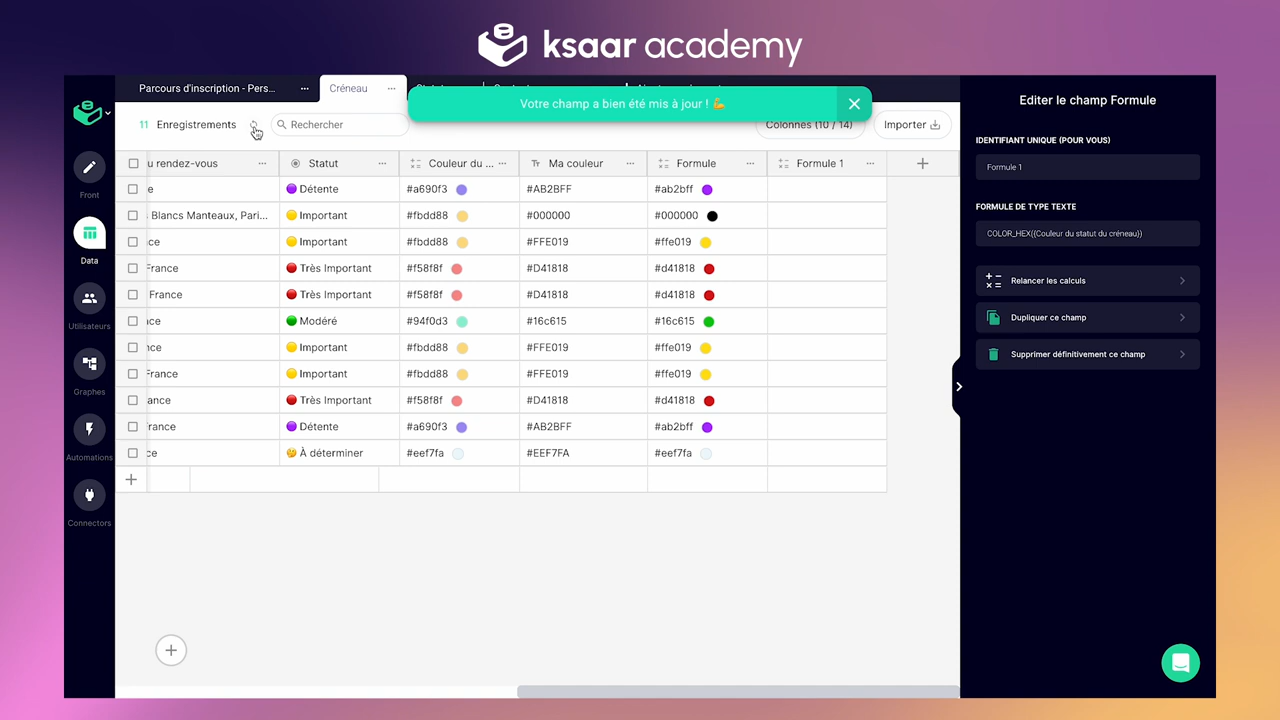 ksaar academy
Parcours d'inscription - Pers... ...
Créneau ...
Votre champ a bien été mis à jour ! 💪
11 Enregistrements
Rechercher
Colonnes (10 / 14)
Importer
u rendez-vous ... Statut ... Couleur du ... ... Ma couleur ... Formule ... Formule 1 ...
e Détente #a690f3 #AB2BFF #ab2bff
Blancs Manteaux, Pari... Important #fbdd88 #000000 #000000
ce Important #fbdd88 #FFE019 #ffe019
France Très Important #f58f8f #D41818 #d41818
France Très Important #f58f8f #D41818 #d41818
ce Modéré #94f0d3 #16c615 #16c615
nce Important #fbdd88 #FFE019 #ffe019
France Important #fbdd88 #FFE019 #ffe019
ance Très Important #f58f8f #D41818 #d41818
rance Détente #a690f3 #AB2BFF #ab2bff
ce 🤔 À déterminer #eef7fa #EEF7FA #eef7fa
Front
Data
Utilisateurs
Graphes
Automations
Connectors
Editer le champ Formule
IDENTIFIANT UNIQUE (POUR VOUS)
Formule 1
FORMULE DE TYPE TEXTE
COLOR_HEX({Couleur du statut du créneau})
Relancer les calculs
Dupliquer ce champ
Supprimer définitivement ce champ